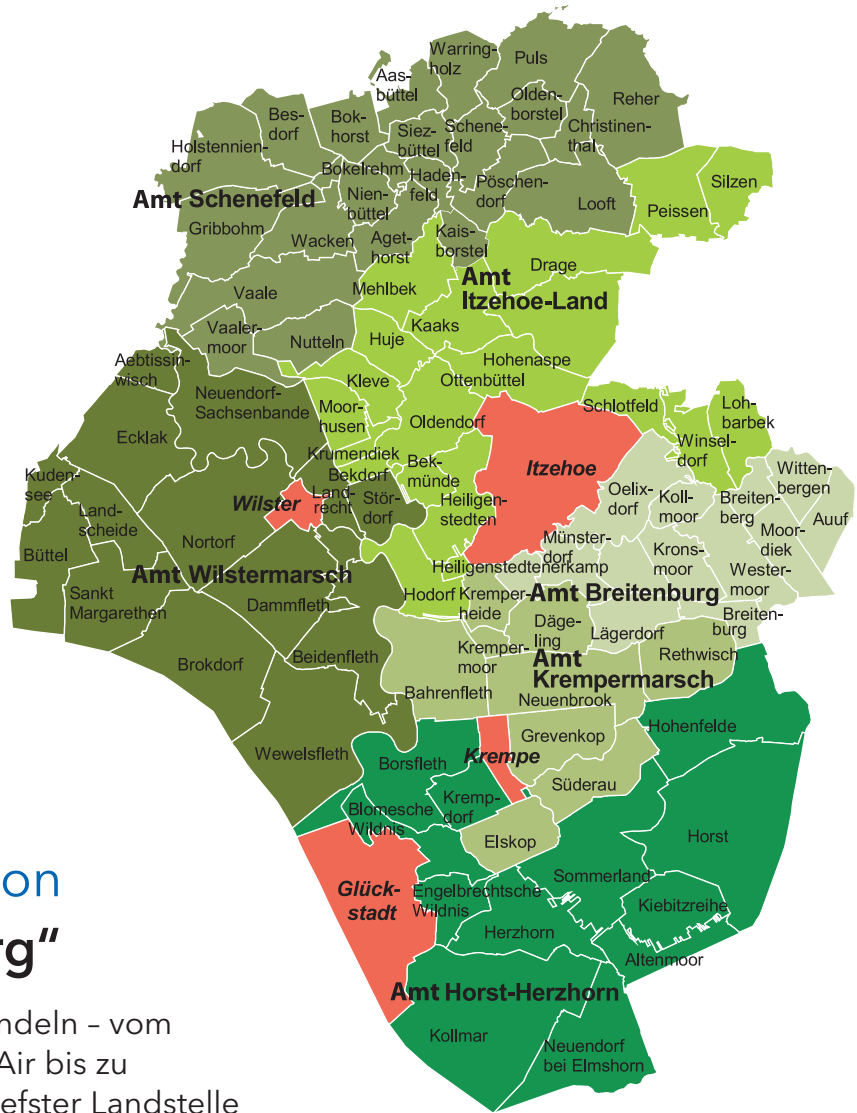 Warring-
holz
Puls
Aas-
büttel
Olden-
borstel
Reher
Bes-
dorf
Bok-
horst
Siez-
büttel
Schene-
feld
Christinen-
thal
Holstennien-
dorf
Bokelrehm
Nien-
büttel
Haden-
feld
Pöschen-
dorf
Looft
Peissen
Silzen
Amt Schenefeld
Gribbohm
Wacken
Aget-
horst
Kais-
borstel
Drage
Amt
Itzehoe-Land
Vaale
Mehlbek
Vaaler-
moor
Nutteln
Huje
Kaaks
Hohenaspe
Aebtissin-
wisch
Neuendorf-
Sachsenbande
Kleve
Ottenbüttel
Moor-
husen
Oldendorf
Schlotfeld
Loh-
barbek
Winsel-
dorf
Ecklak
Krummendiek
Bekdorf
Bek-
münde
Itzehoe
Kuden-
see
Wilster
Land-
recht
Stör-
dorf
Heiligen-
stedten
Oelix-
dorf
Koll-
moor
Breiten-
berg
Witten-
bergen
Land-
scheide
Nortorf
Münster-
dorf
Moor-
diek
Auf
Büttel
Krons-
moor
Wester-
moor
Amt Wilstermarsch
Heiligenstedtenerkamp
Sankt
Margarethen
Dammfleth
Hodorf
Kremper-
heide
Amt Breitenburg
Däge-
ling
Lägerdorf
Breiten-
burg
Brokdorf
Beidenfleth
Kremper-
moor
Amt
Krempermarsch
Rethwisch
Bahrenfleth
Neuenbrook
Wewelsfleth
Borsfleth
Krempe
Grevenkop
Hohenfelde
Süderau
Blomesche
Wildnis
Kremp-
dorf
Elskop
Horst
Glück-
stadt
Engelbrechtsche
Wildnis
Sommerland
Kiebitzreihe
Herzhorn
Altenmoor
Amt Horst-Herzhorn
Kollmar
Neuendorf
bei Elmshorn
on
rg“
ndeln – vom
Air bis zu
efster Landstelle